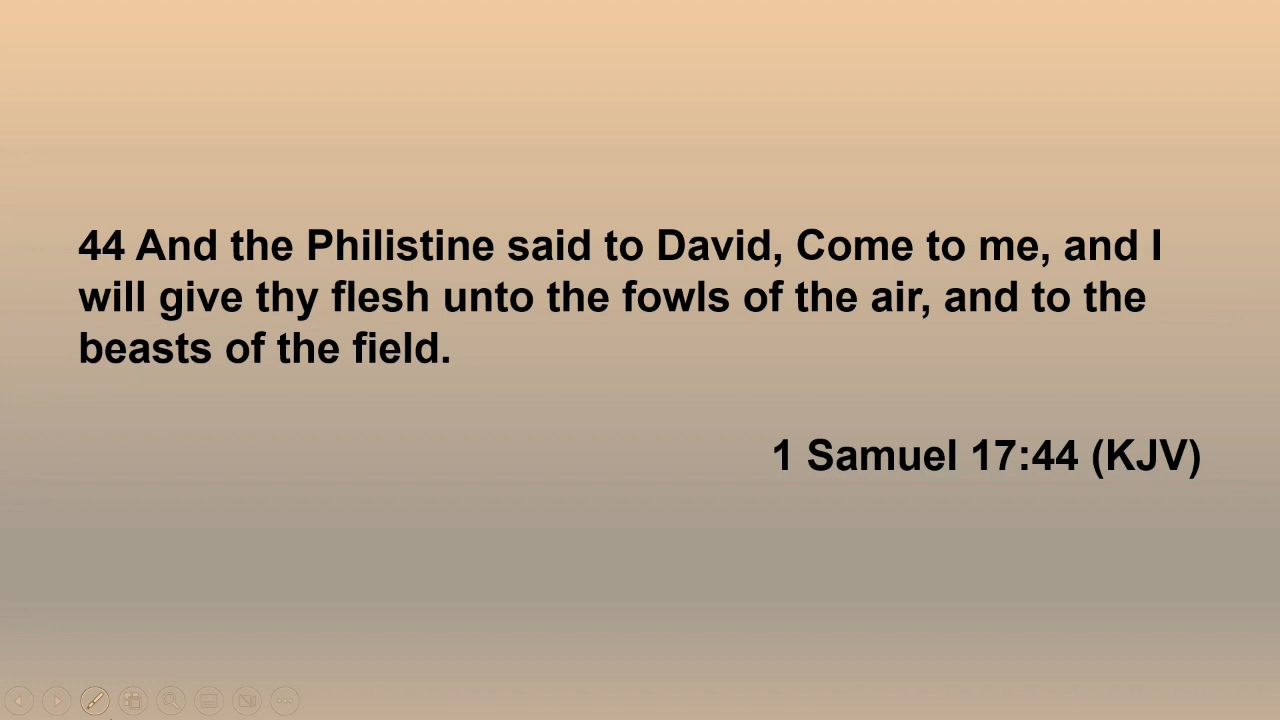 44 And the Philistine said to David, Come to me, and I
will give thy flesh unto the fowls of the air, and to the
beasts of the field.
1 Samuel 17:44 (KJV)